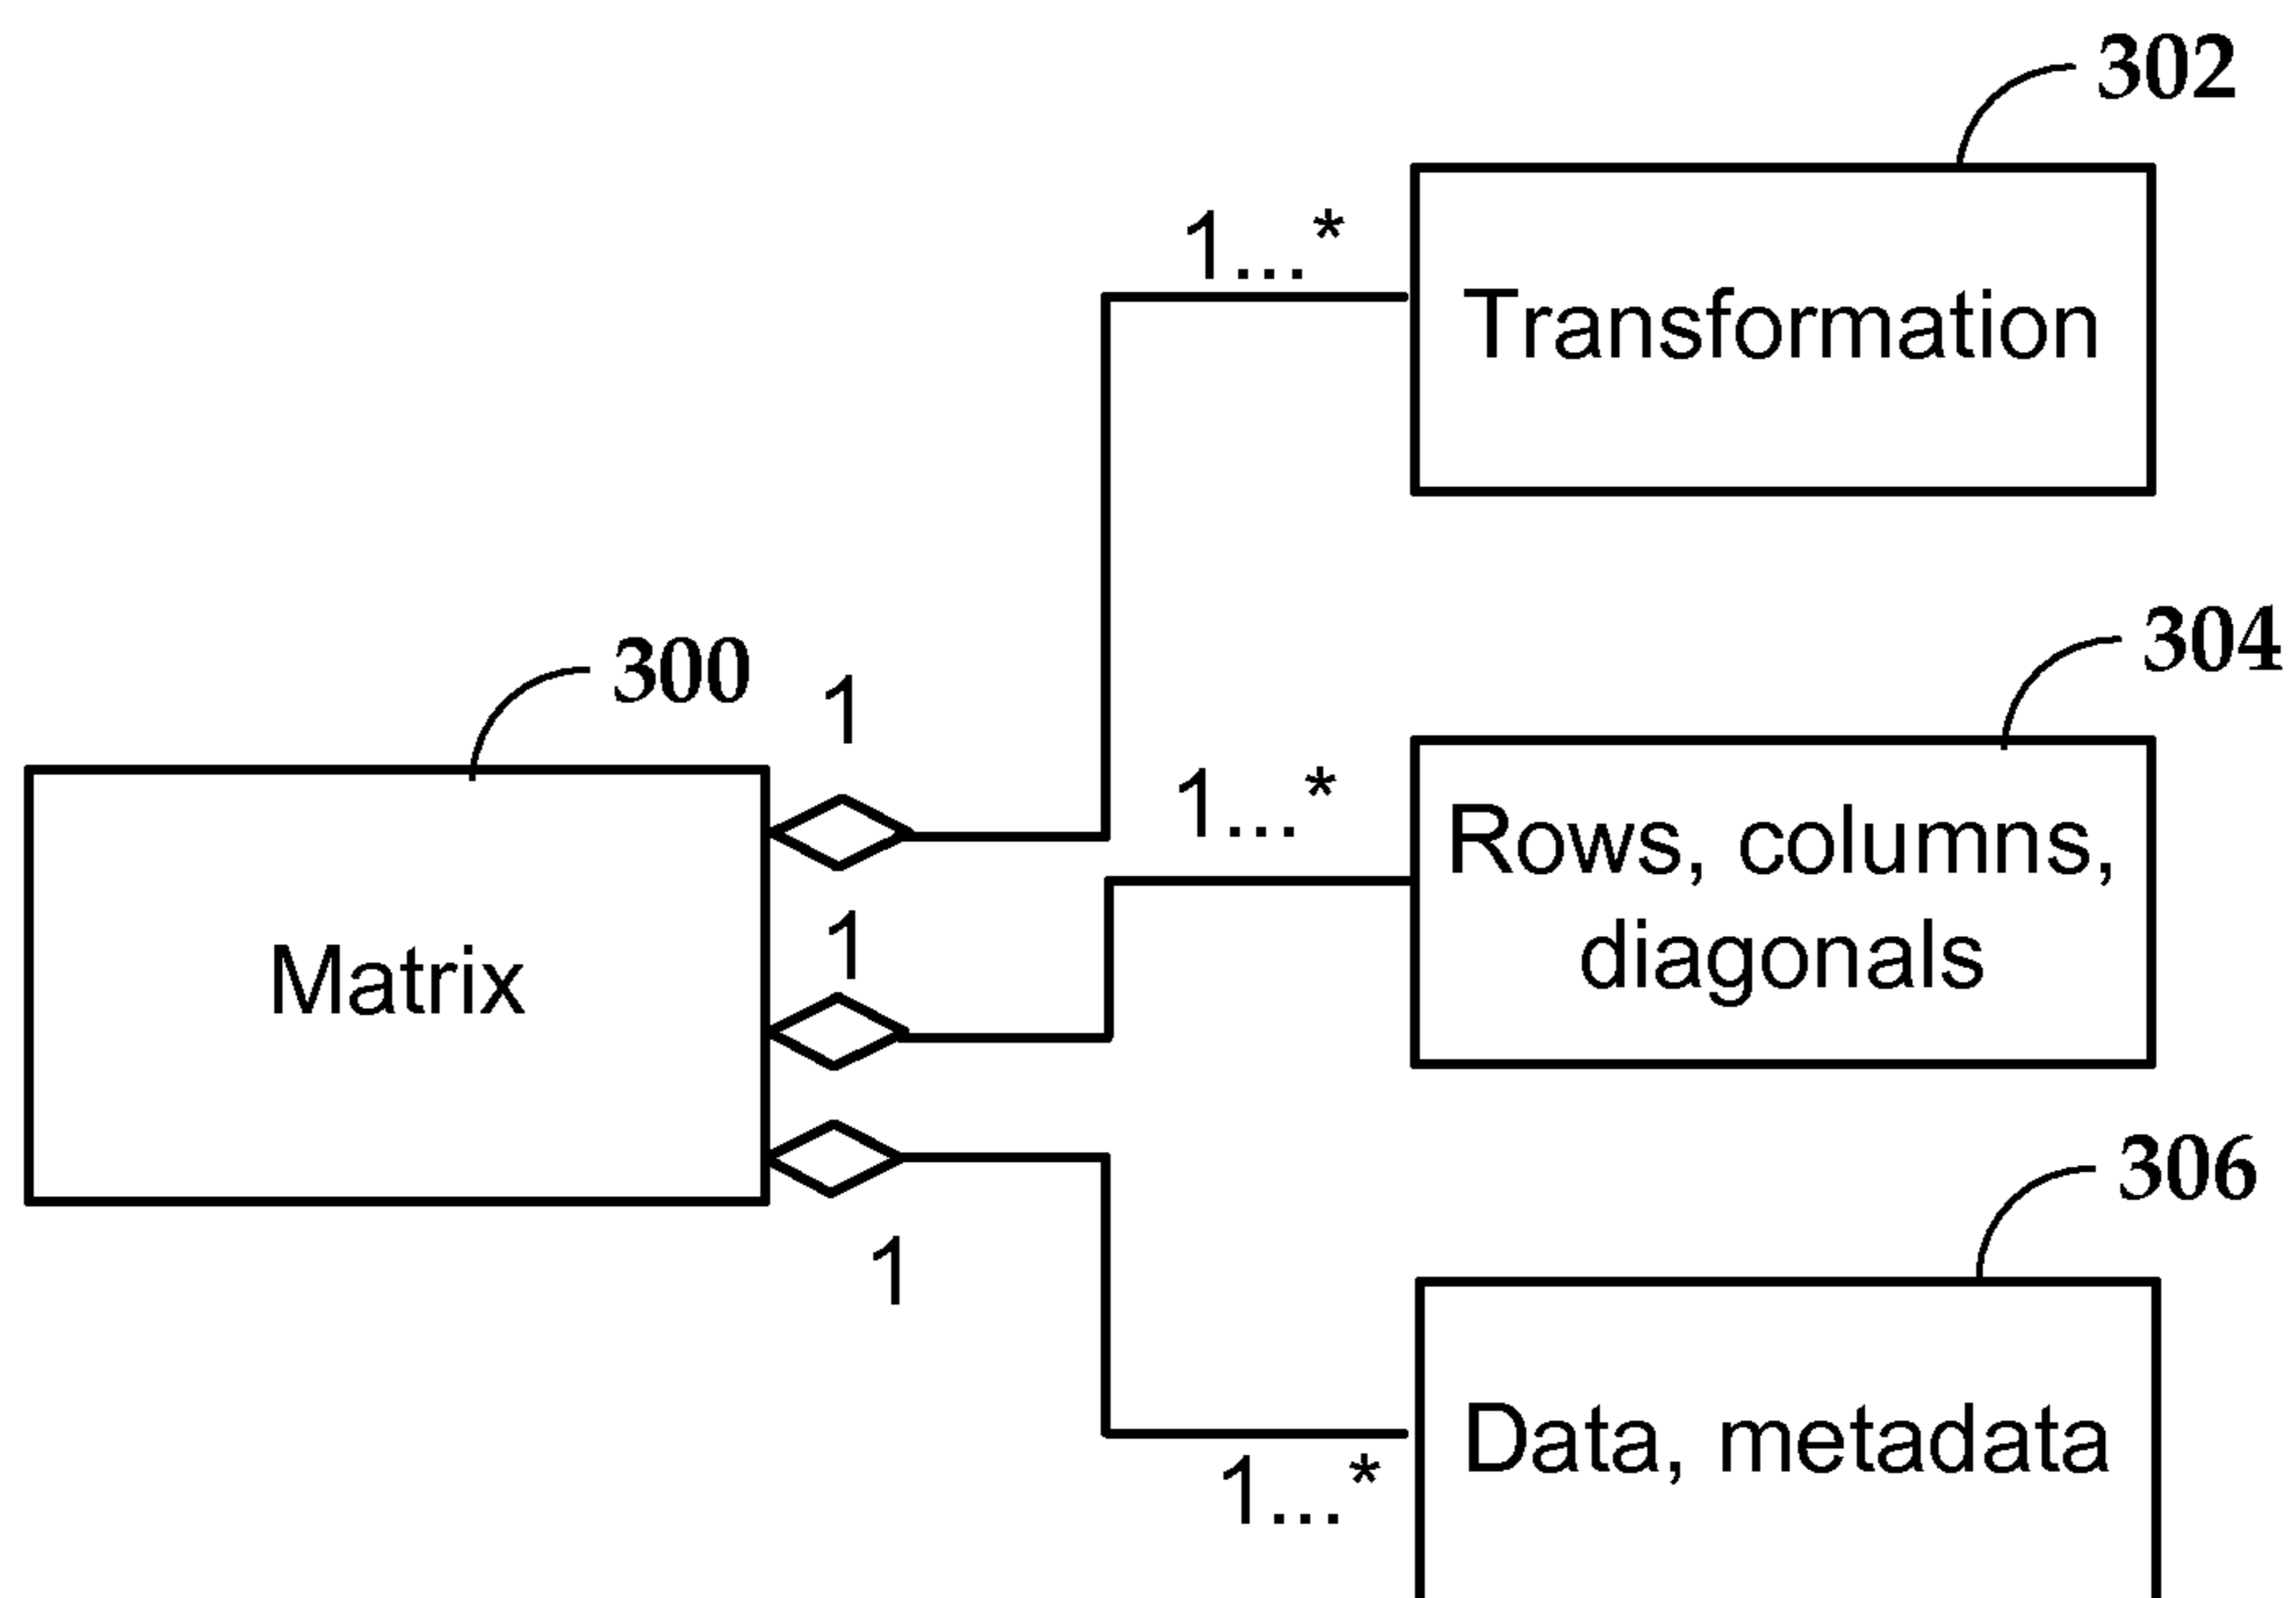 302
1...*
Transformation
304
300
1
1...*
Rows, columns,
diagonals
1
Matrix
306
1
Data, metadata
1...*